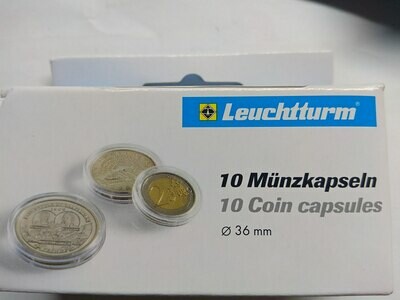 Leuchtturm®
10 Münzkapseln
10 Coin capsules
Ø 36 mm